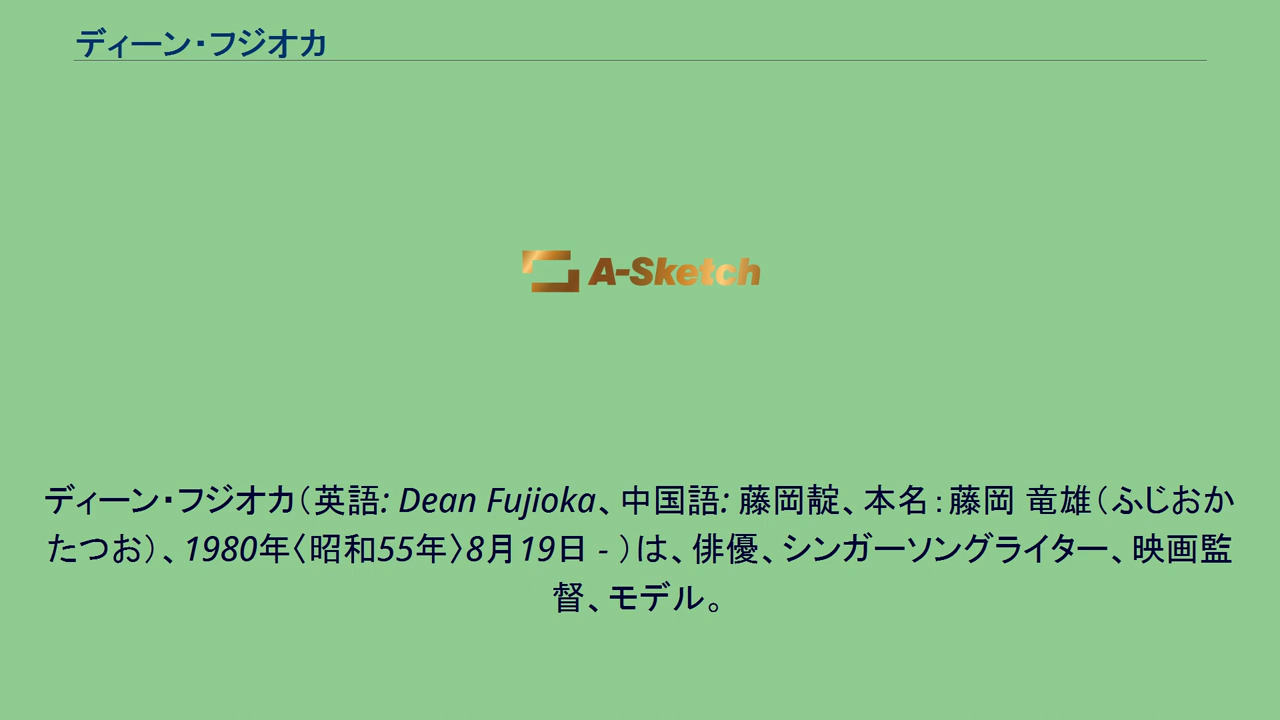 ディーン・フジオカ
A-Sketch
ディーン・フジオカ（英語: Dean Fujioka、中国語: 藤岡靛、本名：藤岡 竜雄（ふじおか
たつお）、1980年〈昭和55年〉8月19日 - ）は、俳優、シンガーソングライター、映画監
督、モデル。